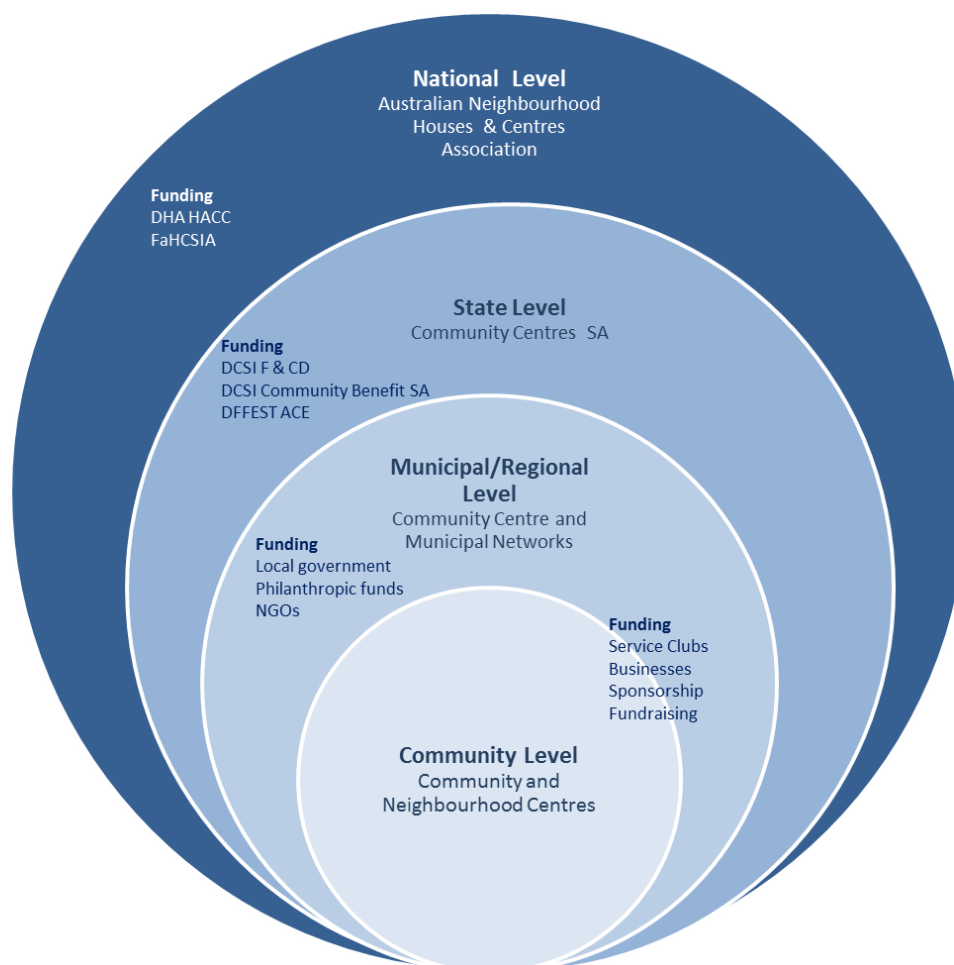 National Level
Australian Neighbourhood
Houses & Centres
Association
Funding
DHA HACC
FaHCSIA
State Level
Community Centres SA
Funding
DCSI F & CD
DCSI Community Benefit SA
DFFEST ACE
Municipal/Regional
Level
Community Centre and
Municipal Networks
Funding
Local government
Philanthropic funds
NGOs
Funding
Service Clubs
Businesses
Sponsorship
Fundraising
Community Level
Community and
Neighbourhood Centres